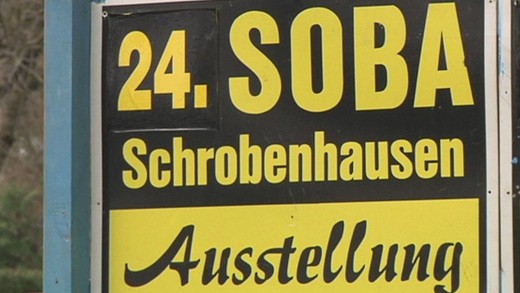 24. SOBA
Schrobenhausen
Ausstellung